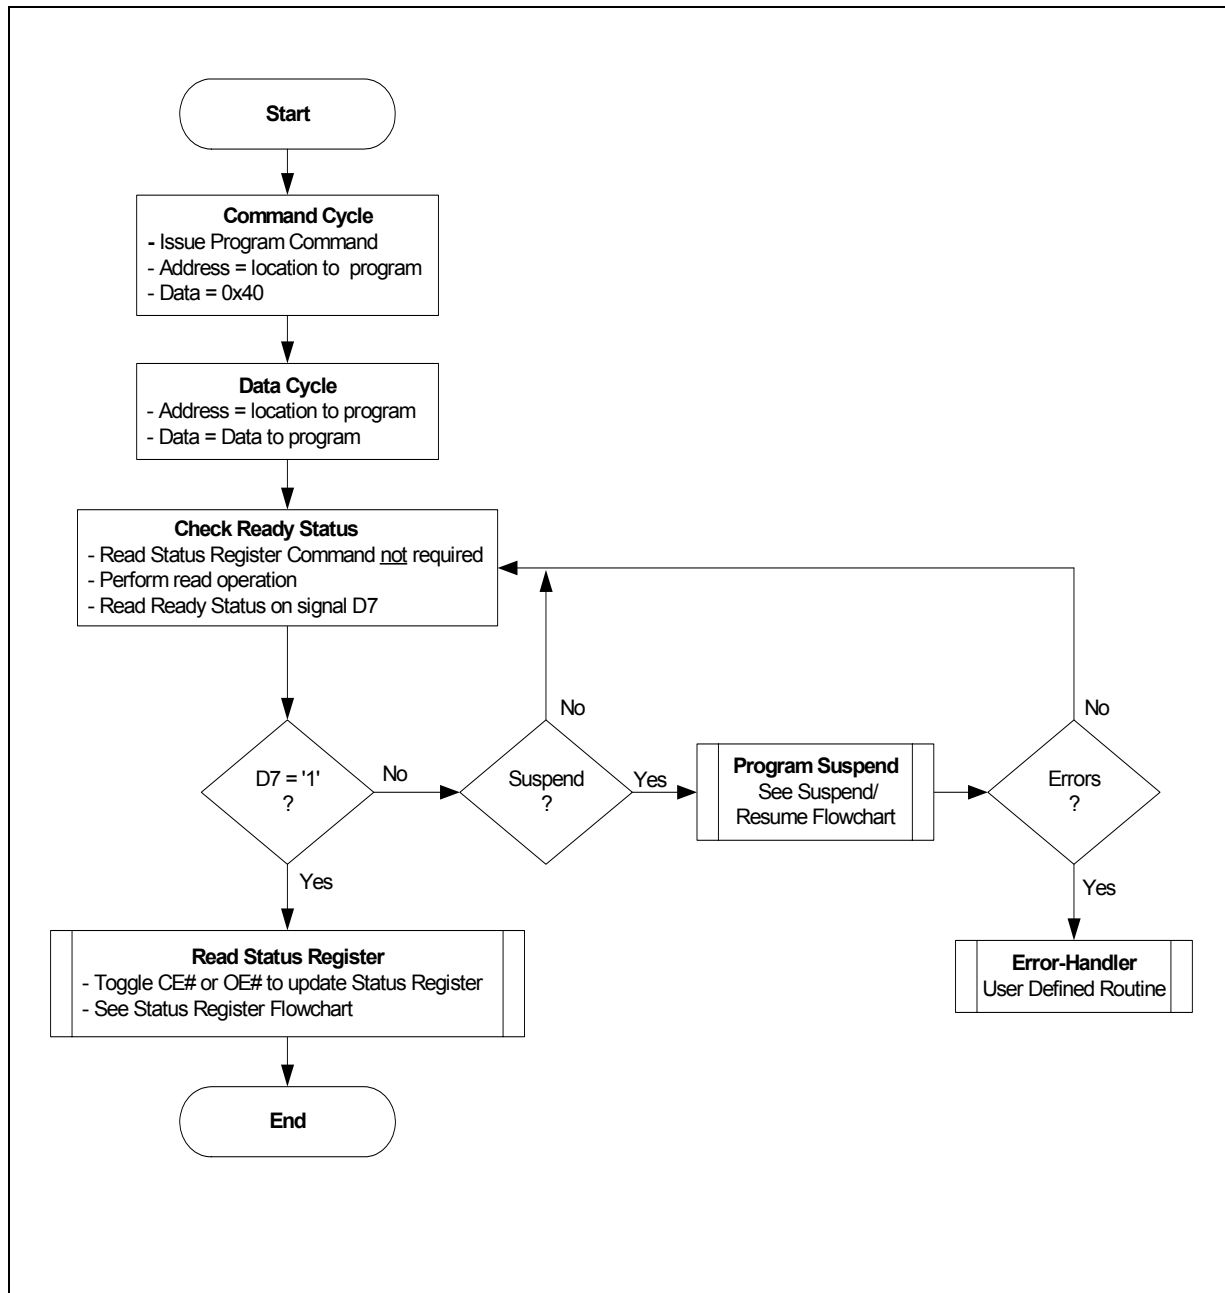 Start
Command Cycle
- Issue Program Command
- Address = location to program
- Data = 0x40
Data Cycle
- Address = location to program
- Data = Data to program
Check Ready Status
- Read Status Register Command not required
- Perform read operation
- Read Ready Status on signal D7
D7 = '1'
?
No
Suspend
?
No
Yes
Program Suspend
See Suspend/
Resume Flowchart
Errors
?
No
Yes
Error-Handler
User Defined Routine
Yes
Read Status Register
- Toggle CE# or OE# to update Status Register
- See Status Register Flowchart
End